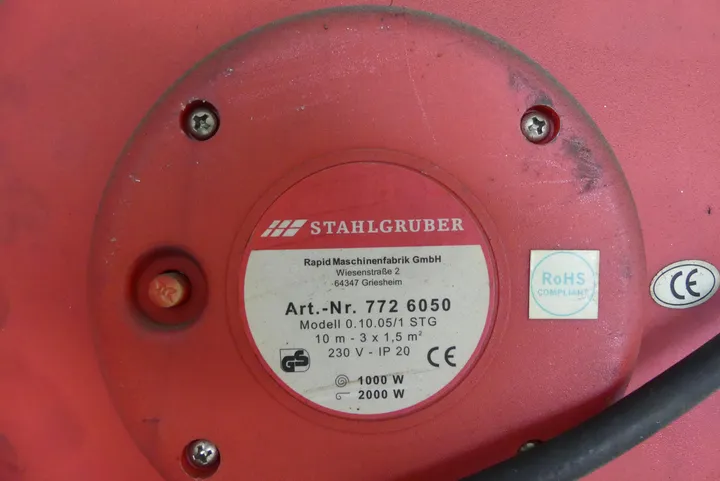 STAHLGRUBER
Rapid Maschinenfabrik GmbH
Wiesenstraße 2
64347 Griesheim
Art.-Nr. 772 6050
Modell 0.10.05/1 STG
10 m - 3 x 1,5 m²
230 V - IP 20
GS
CE
1000 W
2000 W
RoHS
COMPLIANT
CE